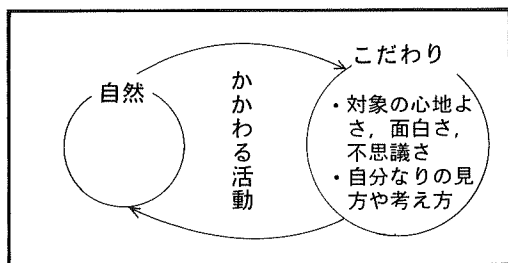 自然
かかわる活動
こだわり
・対象の心地よ
さ，面白さ，
不思議さ
・自分なりの見
方や考え方